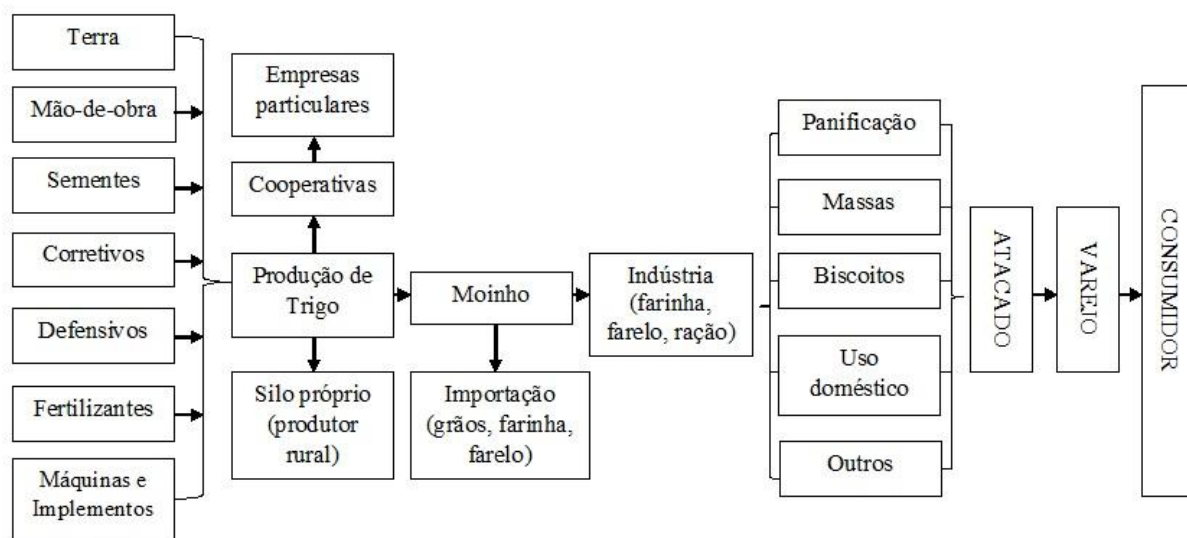 Terra
Mão-de-obra
Sementes
Corretivos
Defensivos
Fertilizantes
Máquinas e
Implementos
Empresas
particulares
Cooperativas
Produção de
Trigo
Silo próprio
(produtor
rural)
Moinho
Importação
(grãos, farinha,
farelo)
Indústria
(farinha,
farelo, ração)
Panificação
Massas
Biscoitos
Uso
doméstico
Outros
ATACADO
VAREJO
CONSUMIDOR